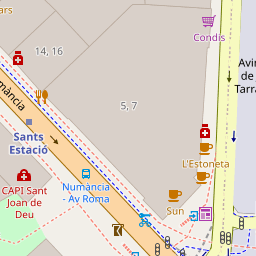 ars
Condis
14, 16
Avin
de
Tarra
mància
5, 7
Sants
Estació
L'Estoneta
CAPI Sant
Joan de
Deu
Numància
- Av Roma
Sun